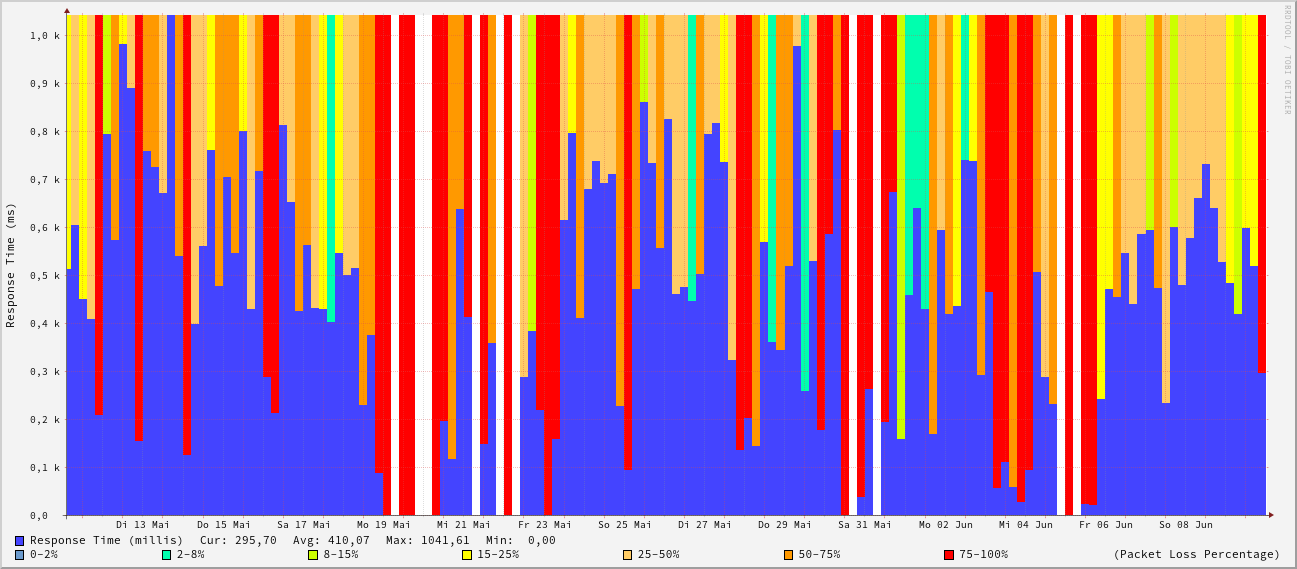 RRDTOOL / TOBI OETIKER
Response Time (ms)
1,0 k
0,9 k
0,8 k
0,7 k
0,6 k
0,5 k
0,4 k
0,3 k
0,2 k
0,1 k
0,0
Di 13 Mai Do 15 Mai Sa 17 Mai Mo 19 Mai Mi 21 Mai Fr 23 Mai So 25 Mai Di 27 Mai Do 29 Mai Sa 31 Mai Mo 02 Jun Mi 04 Jun Fr 06 Jun So 08 Jun
Response Time (millis) Cur: 295,70 Avg: 410,07 Max: 1041,61 Min: 0,00
0-2% 2-8% 8-15% 15-25% 25-50% 50-75% 75-100% (Packet Loss Percentage)